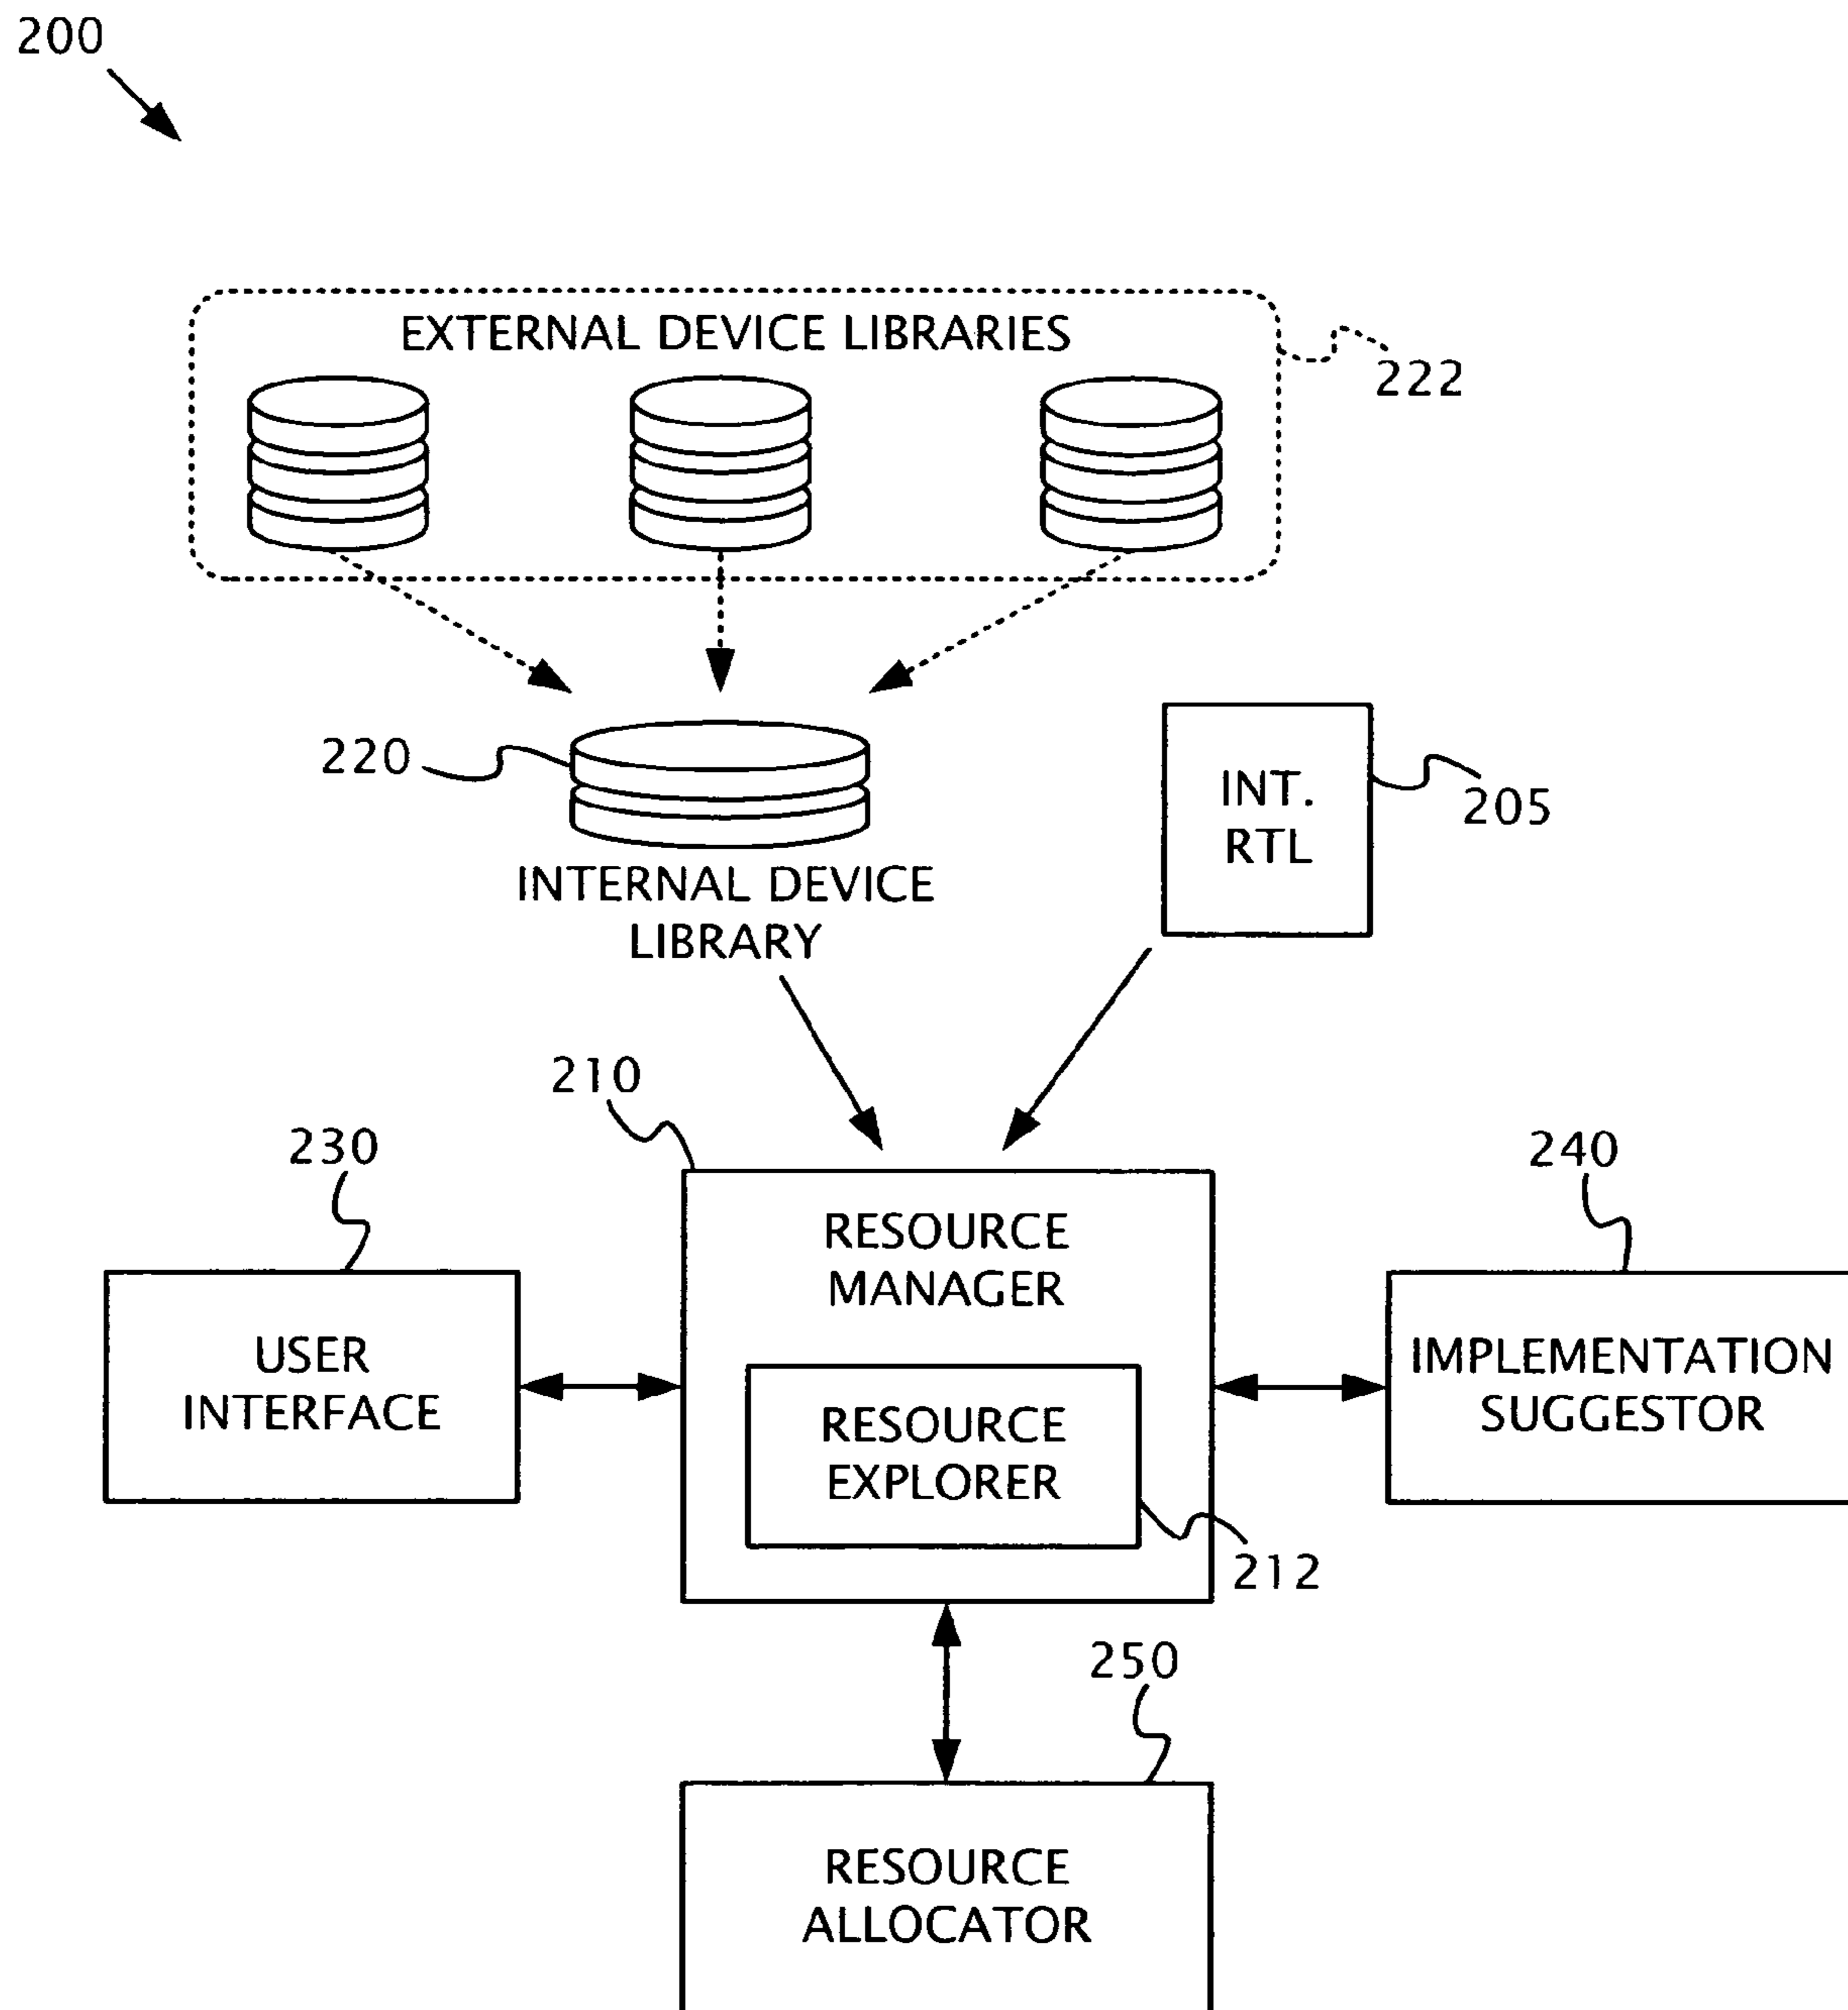 200
EXTERNAL DEVICE LIBRARIES
222
220
INT.
RTL
205
INTERNAL DEVICE
LIBRARY
210
230
240
RESOURCE
MANAGER
USER
INTERFACE
IMPLEMENTATION
SUGGESTOR
RESOURCE
EXPLORER
212
250
RESOURCE
ALLOCATOR